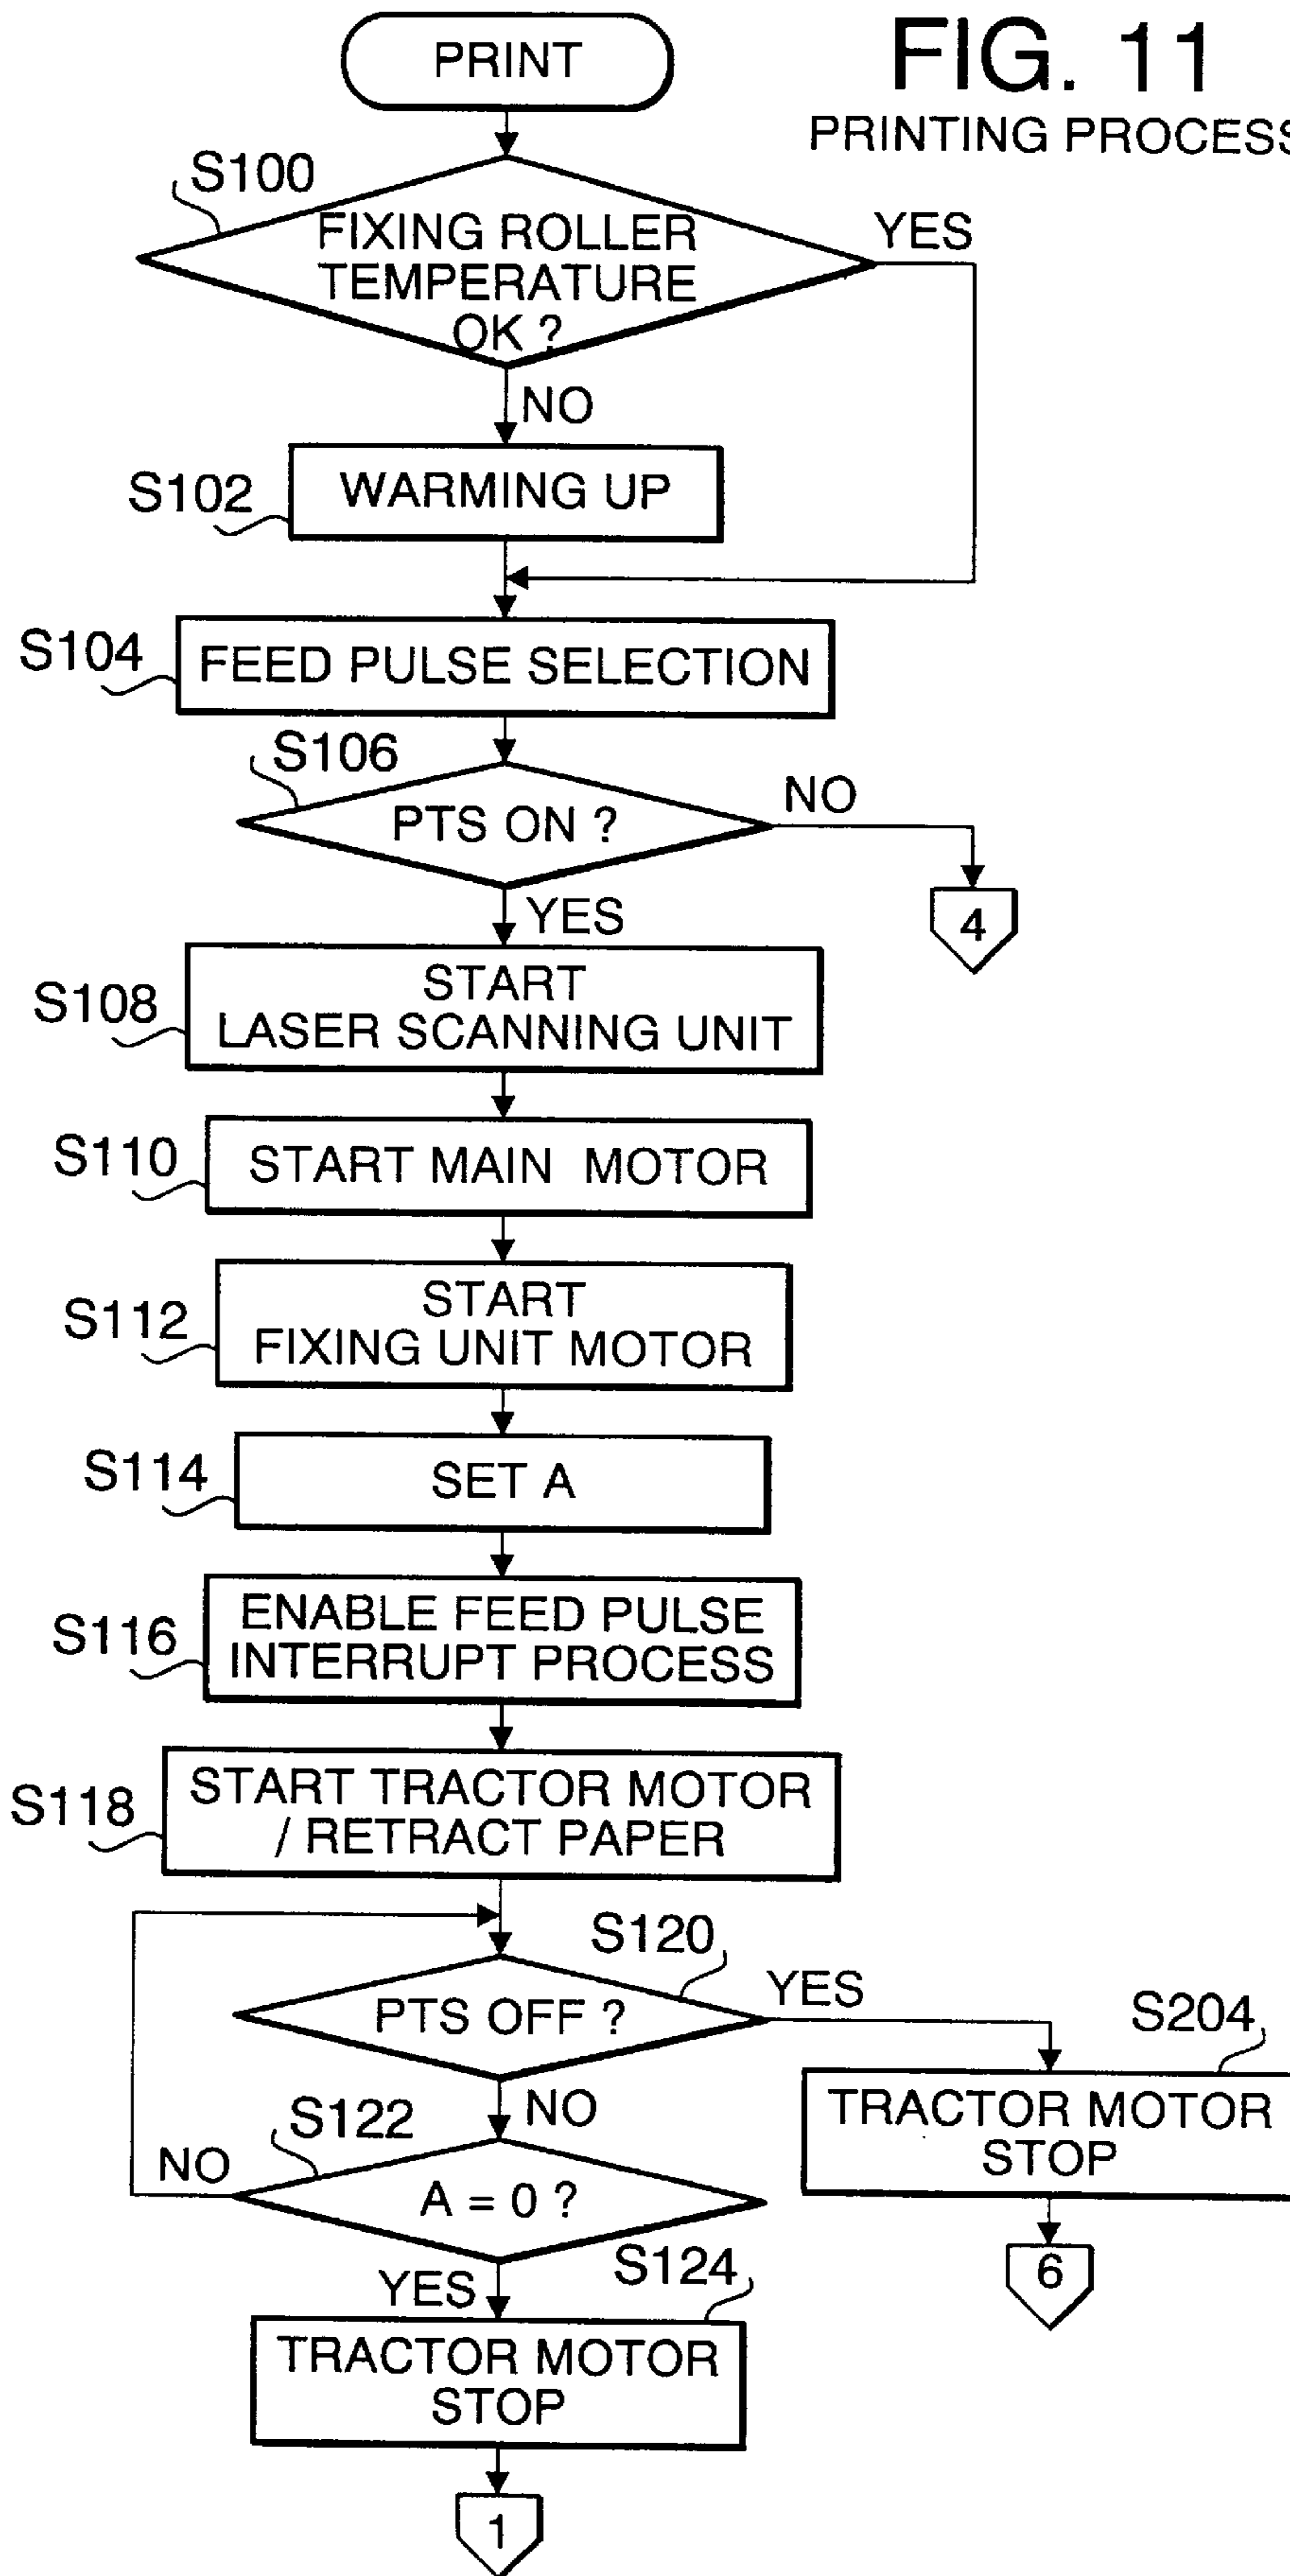 PRINT
FIG. 11
PRINTING PROCESS
S100
FIXING ROLLER
TEMPERATURE
OK ?
YES
NO
S102
WARMING UP
S104
FEED PULSE SELECTION
S106
PTS ON ?
NO
4
YES
S108
START
LASER SCANNING UNIT
S110
START MAIN MOTOR
S112
START
FIXING UNIT MOTOR
S114
SET A
S116
ENABLE FEED PULSE
INTERRUPT PROCESS
S118
START TRACTOR MOTOR
/ RETRACT PAPER
S120
PTS OFF ?
YES
S204
TRACTOR MOTOR
STOP
6
NO
S122
NO
A = 0 ?
YES
S124
TRACTOR MOTOR
STOP
1